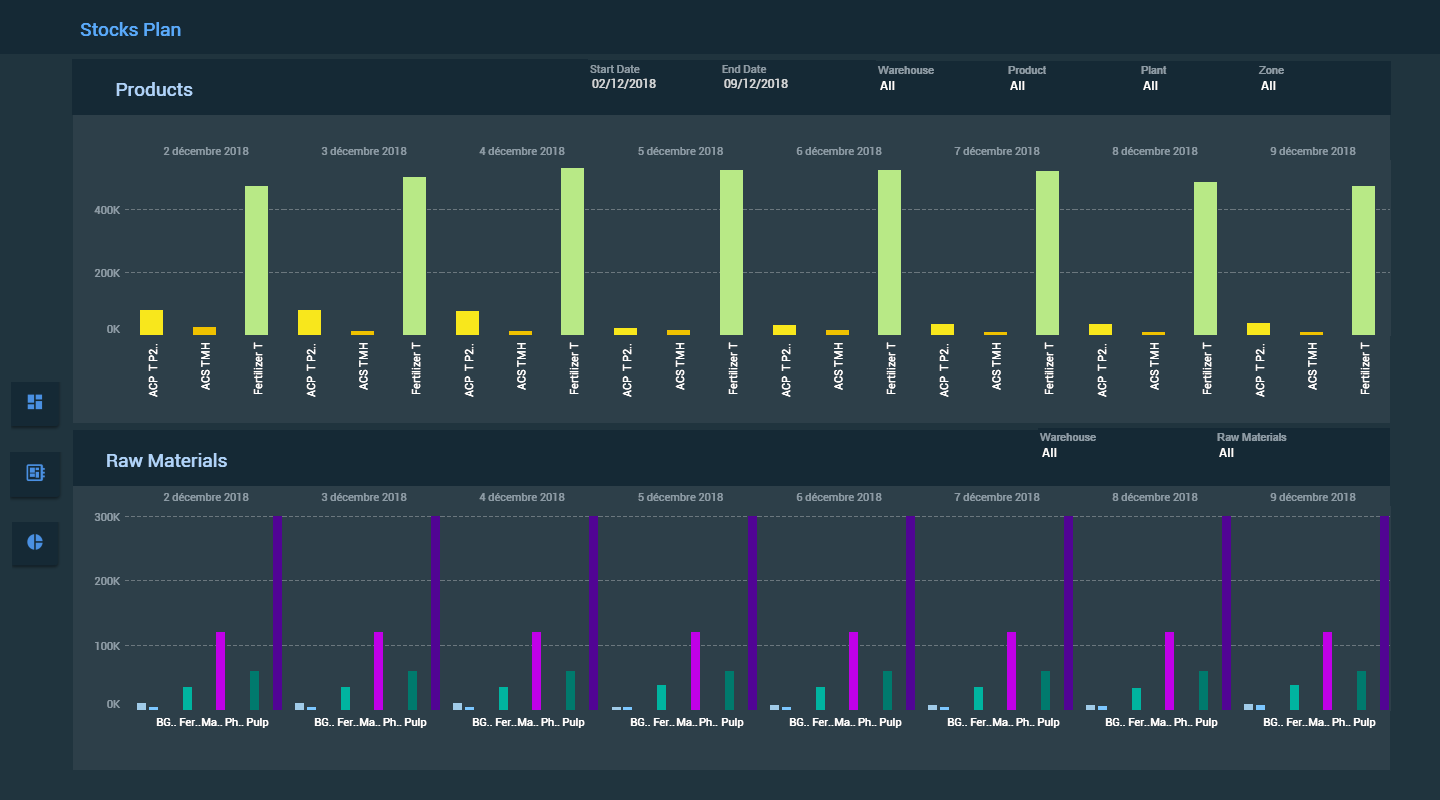 Stocks Plan
Products
Start Date End Date Warehouse Product Plant Zone
02/12/2018 09/12/2018 All All All All
2 décembre 2018 3 décembre 2018 4 décembre 2018 5 décembre 2018 6 décembre 2018 7 décembre 2018 8 décembre 2018 9 décembre 2018
400K
200K
0K
ACP T P2.. ACS TMH Fertilizer T ACP T P2.. ACS TMH Fertilizer T ACP T P2.. ACS TMH Fertilizer T ACP T P2.. ACS TMH Fertilizer T ACP T P2.. ACS TMH Fertilizer T ACP T P2.. ACS TMH Fertilizer T ACP T P2.. ACS TMH Fertilizer T ACP T P2.. ACS TMH Fertilizer T
Raw Materials
Warehouse Raw Materials
All All
2 décembre 2018 3 décembre 2018 4 décembre 2018 5 décembre 2018 6 décembre 2018 7 décembre 2018 8 décembre 2018 9 décembre 2018
300K
200K
100K
0K
BG.. Fer.. Ma.. Ph.. Pulp BG.. Fer.. Ma.. Ph.. Pulp BG.. Fer.. Ma.. Ph.. Pulp BG.. Fer.. Ma.. Ph.. Pulp BG.. Fer.. Ma.. Ph.. Pulp BG.. Fer.. Ma.. Ph.. Pulp BG.. Fer.. Ma.. Ph.. Pulp BG.. Fer.. Ma.. Ph.. Pulp